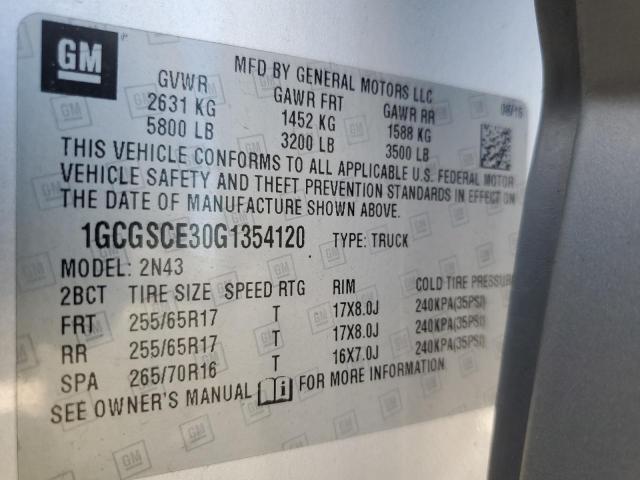 GM
MFD BY GENERAL MOTORS LLC
GVWR GAWR FRT GAWR RR
2631 KG 1452 KG 1588 KG
5800 LB 3200 LB 3500 LB
THIS VEHICLE CONFORMS TO ALL APPLICABLE U.S. FEDERAL MOTOR
VEHICLE SAFETY AND THEFT PREVENTION STANDARDS IN EFFECT ON
THE DATE OF MANUFACTURE SHOWN ABOVE.
1GCGSCE30G1354120 TYPE: TRUCK
MODEL: 2N43
2BCT TIRE SIZE SPEED RTG RIM COLD TIRE PRESSURE
FRT 255/65R17 T 17X8.0J 240KPA(35PSI)
RR 255/65R17 T 17X8.0J 240KPA(35PSI)
SPA 265/70R16 T 16X7.0J 240KPA(35PSI)
SEE OWNER'S MANUAL FOR MORE INFORMATION